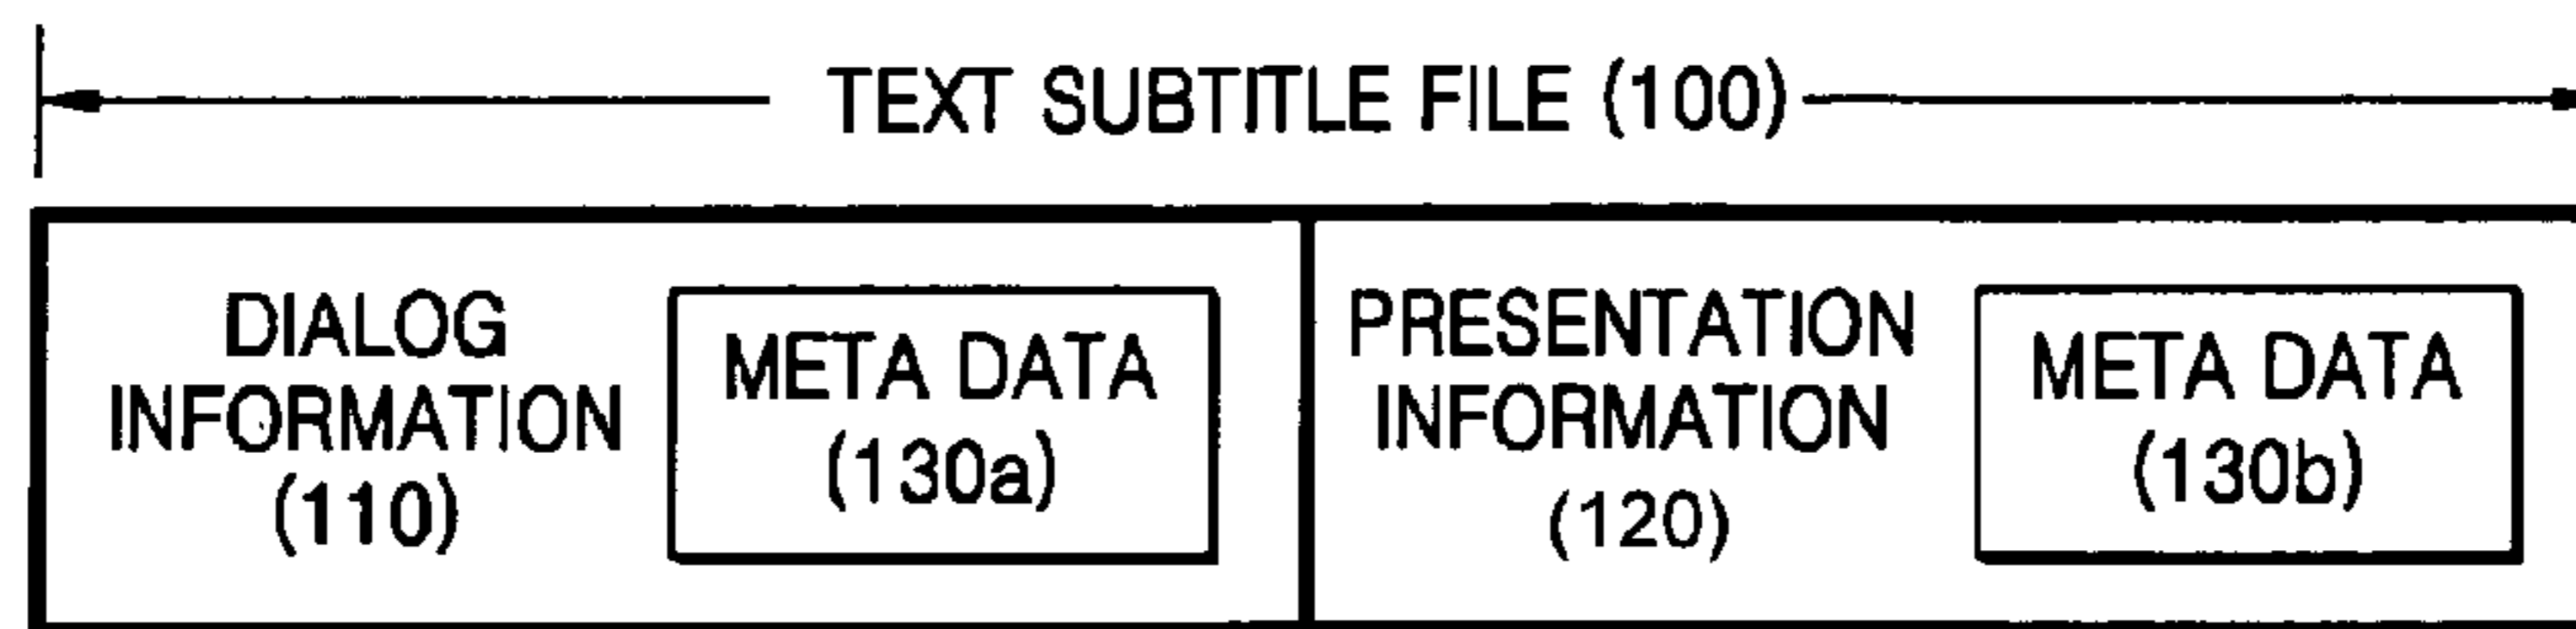 TEXT SUBTITLE FILE (100)
DIALOG
INFORMATION
(110)
META DATA
(130a)
PRESENTATION
INFORMATION
(120)
META DATA
(130b)